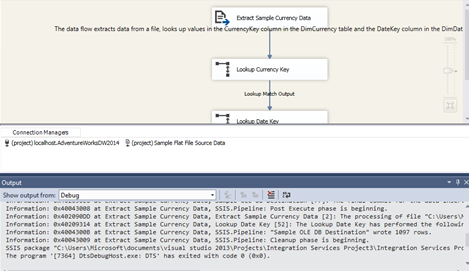 Extract Sample Currency Data
The data flow extracts data from a file, looks up values in the CurrencyKey column in the DimCurrency table and the DateKey column in the DimDat
Lookup Currency Key
Lookup Match Output
Lookup Date Key
100%
Connection Managers
(project) localhost.AdventureWorksDW2014 (project) Sample Flat File Source Data
Output
Show output from: Debug
Information: 0x40043008 at Extract Sample Currency Data, SSIS.Pipeline: Post Execute phase is beginning.
Information: 0x402090DD at Extract Sample Currency Data, Extract Sample Currency Data [2]: The processing of file "C:\Users\M
Information: 0x40209314 at Extract Sample Currency Data, Lookup Date Key [52]: The Lookup Date Key has performed the followin
Information: 0x4004300B at Extract Sample Currency Data, SSIS.Pipeline: "Sample OLE DB Destination" wrote 1097 rows.
Information: 0x40043009 at Extract Sample Currency Data, SSIS.Pipeline: Cleanup phase is beginning.
SSIS package "C:\Users\Microsoft\documents\visual studio 2013\Projects\Integration Services Project3\Integration Services Pro
The program '[7364] DtsDebugHost.exe: DTS' has exited with code 0 (0x0).